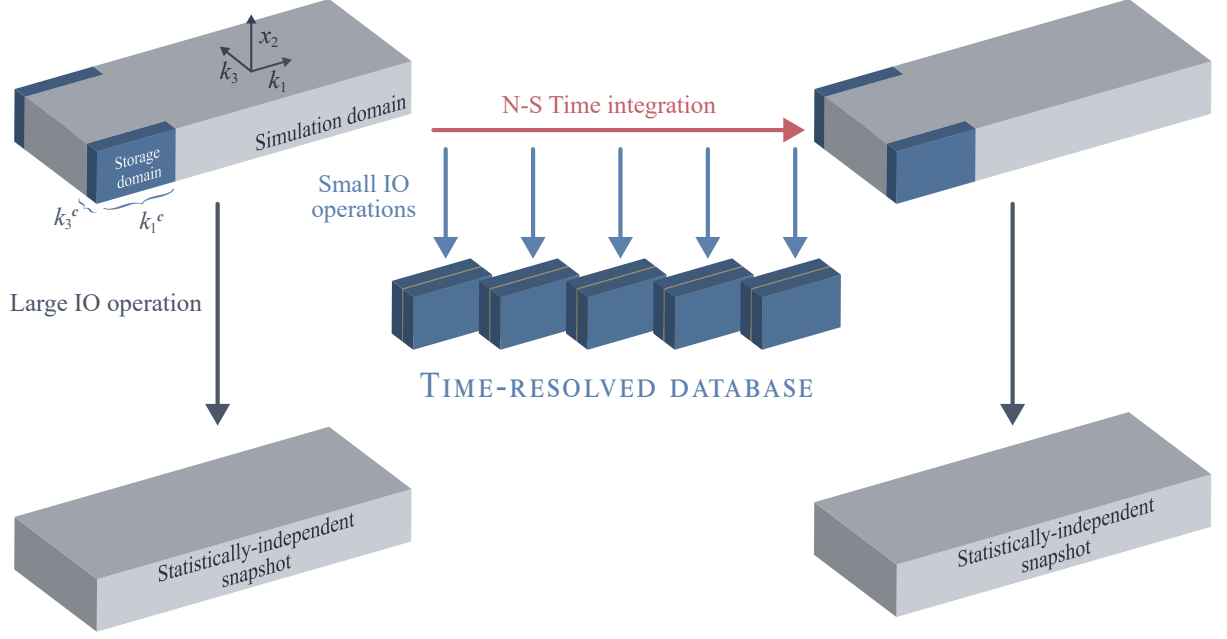 x₂
k₃
k₁
Simulation domain
Storage
domain
k₃ᶜ
k₁ᶜ
N-S Time integration
Small IO
operations
Large IO operation
TIME-RESOLVED DATABASE
Statistically-independent
snapshot
Statistically-independent
snapshot